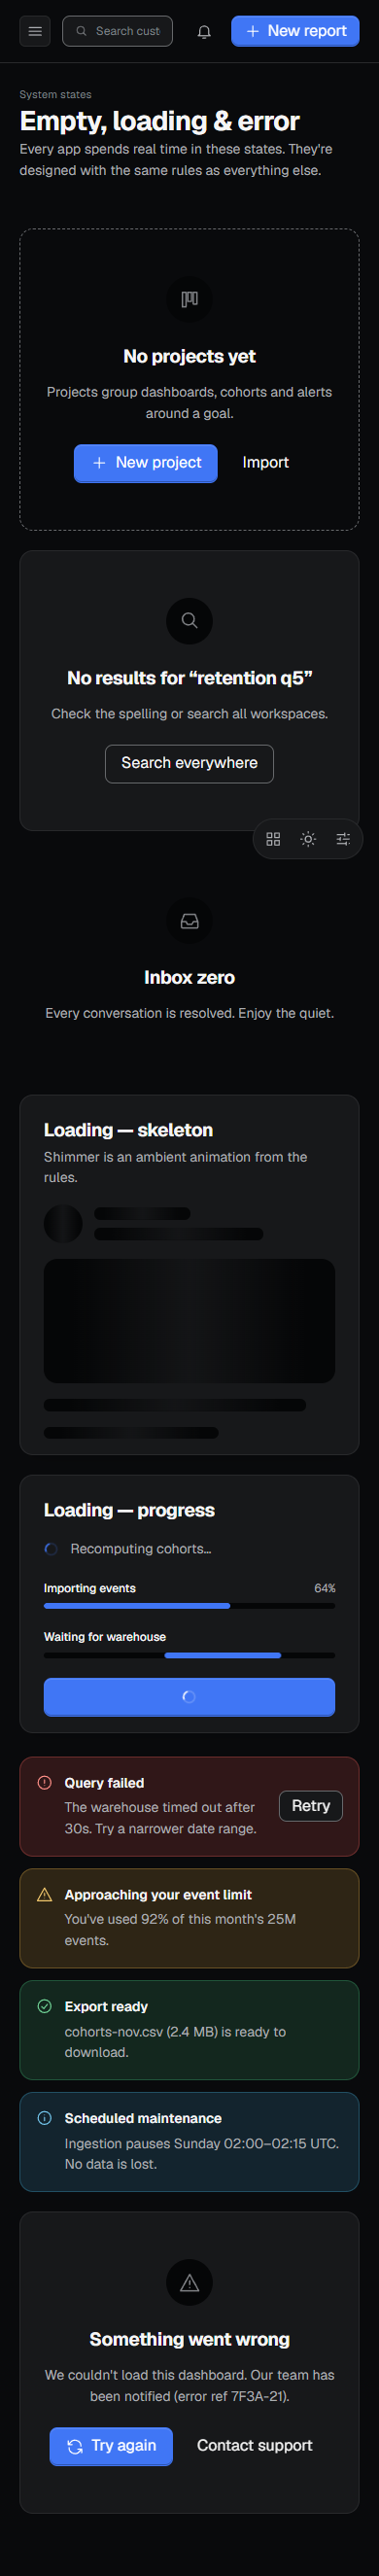 Search cust
New report
System states
Empty, loading & error
Every app spends real time in these states. They're
designed with the same rules as everything else.
No projects yet
Projects group dashboards, cohorts and alerts
around a goal.
New project
Import
No results for “retention q5”
Check the spelling or search all workspaces.
Search everywhere
Inbox zero
Every conversation is resolved. Enjoy the quiet.
Loading — skeleton
Shimmer is an ambient animation from the
rules.
Loading — progress
Recomputing cohorts...
Importing events 64%
Waiting for warehouse
Query failed
The warehouse timed out after
30s. Try a narrower date range.
Retry
Approaching your event limit
You've used 92% of this month's 25M
events.
Export ready
cohorts-nov.csv (2.4 MB) is ready to
download.
Scheduled maintenance
Ingestion pauses Sunday 02:00–02:15 UTC.
No data is lost.
Something went wrong
We couldn't load this dashboard. Our team has
been notified (error ref 7F3A-21).
Try again
Contact support